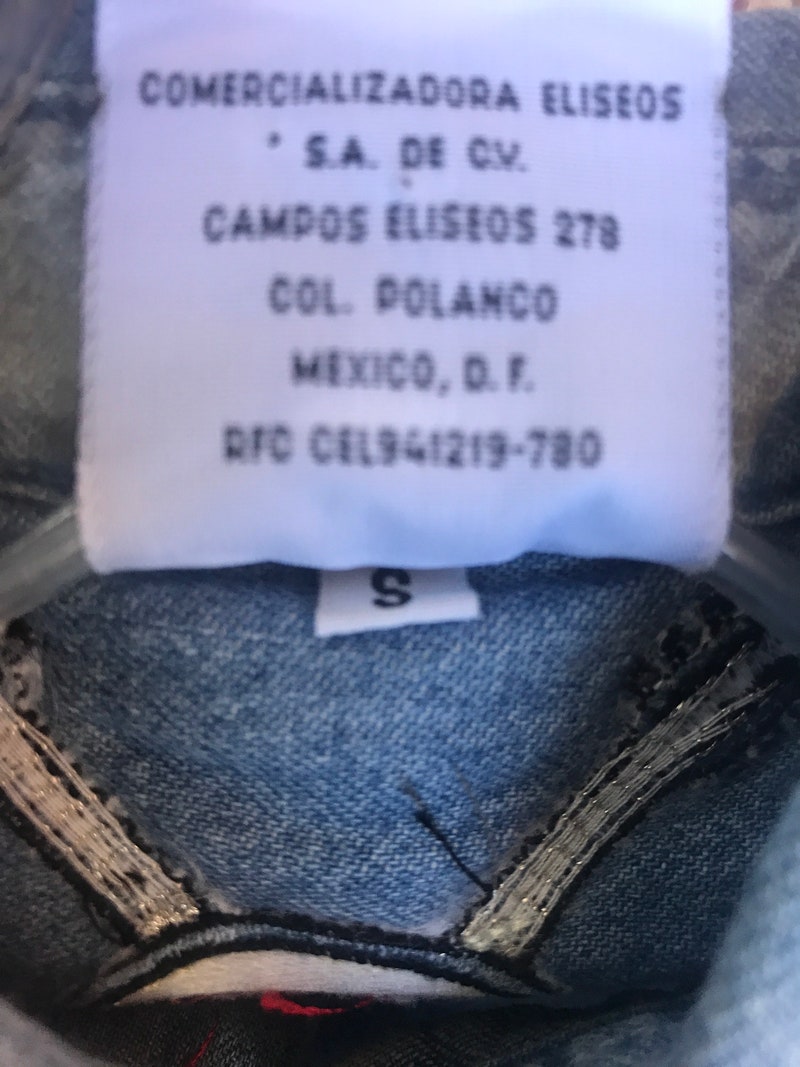 COMERCIALIZADORA ELISEOS
S.A. DE C.V.
CAMPOS ELISEOS 278
COL. POLANCO
MEXICO, D.F.
RFC CEL941219-780
S